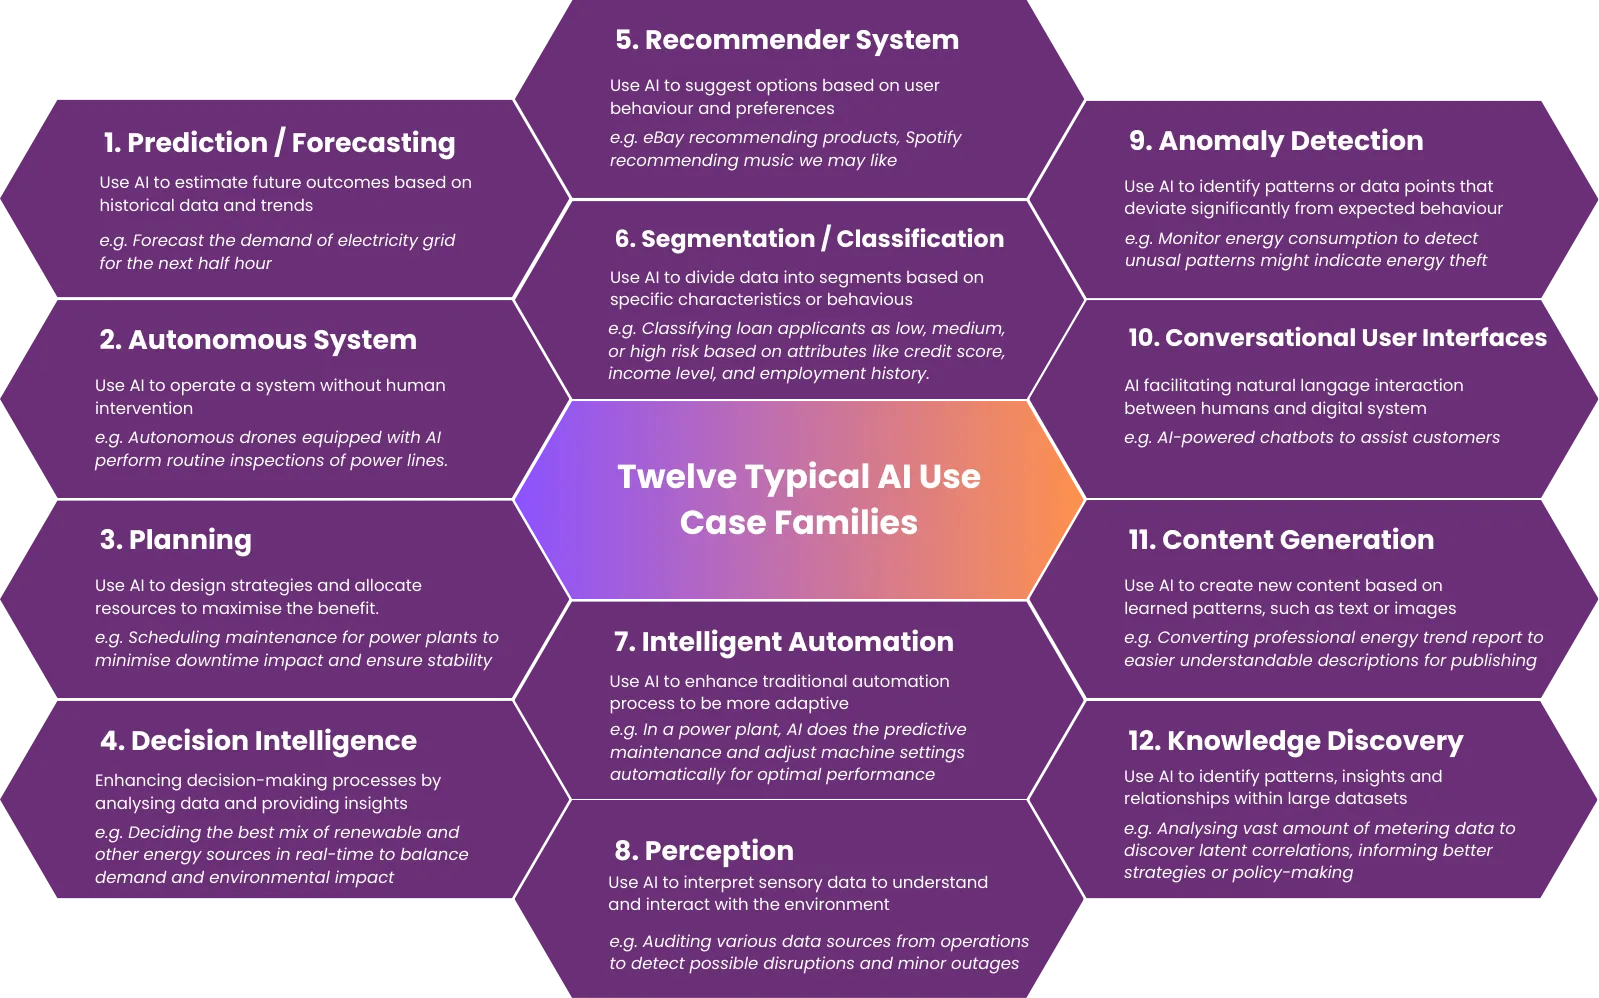 1. Prediction / Forecasting
Use AI to estimate future outcomes based on
historical data and trends
e.g. Forecast the demand of electricity grid
for the next half hour
2. Autonomous System
Use AI to operate a system without human
intervention
e.g. Autonomous drones equipped with AI
perform routine inspections of power lines.
3. Planning
Use AI to design strategies and allocate
resources to maximise the benefit.
e.g. Scheduling maintenance for power plants to
minimise downtime impact and ensure stability
4. Decision Intelligence
Enhancing decision-making processes by
analysing data and providing insights
e.g. Deciding the best mix of renewable and
other energy sources in real-time to balance
demand and environmental impact
5. Recommender System
Use AI to suggest options based on user
behaviour and preferences
e.g. eBay recommending products, Spotify
recommending music we may like
6. Segmentation / Classification
Use AI to divide data into segments based on
specific characteristics or behavious
e.g. Classifying loan applicants as low, medium,
or high risk based on attributes like credit score,
income level, and employment history.
Twelve Typical AI Use
Case Families
7. Intelligent Automation
Use AI to enhance traditional automation
process to be more adaptive
e.g. In a power plant, AI does the predictive
maintenance and adjust machine settings
automatically for optimal performance
8. Perception
Use AI to interpret sensory data to understand
and interact with the environment
e.g. Auditing various data sources from operations
to detect possible disruptions and minor outages
9. Anomaly Detection
Use AI to identify patterns or data points that
deviate significantly from expected behaviour
e.g. Monitor energy consumption to detect
unusal patterns might indicate energy theft
10. Conversational User Interfaces
AI facilitating natural langage interaction
between humans and digital system
e.g. AI-powered chatbots to assist customers
11. Content Generation
Use AI to create new content based on
learned patterns, such as text or images
e.g. Converting professional energy trend report to
easier understandable descriptions for publishing
12. Knowledge Discovery
Use AI to identify patterns, insights and
relationships within large datasets
e.g. Analysing vast amount of metering data to
discover latent correlations, informing better
strategies or policy-making